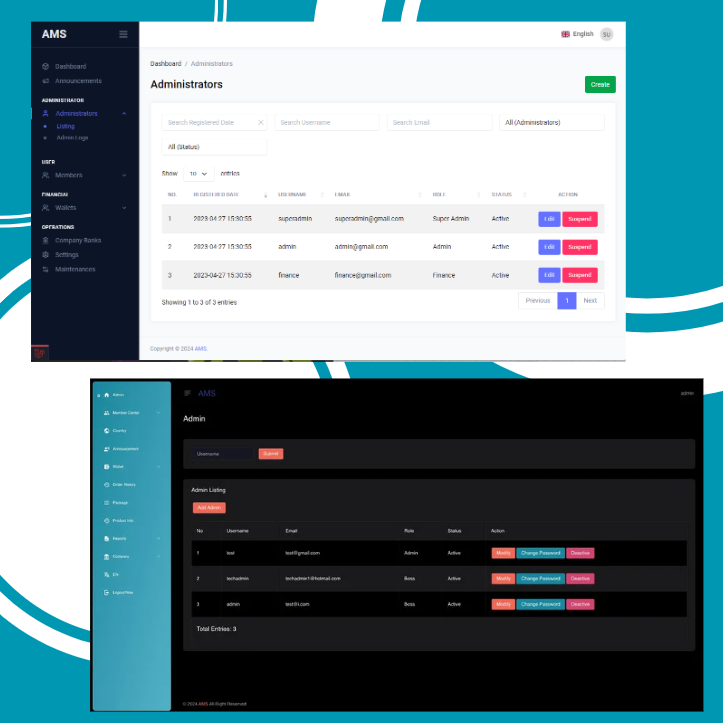 AMS
English SU
Dashboard
Announcements
ADMINISTRATOR
Administrators
Listing
Admin Logs
USER
Members
FINANCIAL
Wallets
OPERATIONS
Company Banks
Settings
Maintenances
Dashboard / Administrators
Administrators
Create
Search Registered Date × Search Username Search Email All (Administrators)
All (Status)
Show 10 entries
NO. REGISTERED DATE USERNAME EMAIL ROLE STATUS ACTION
1 2023-04-27 15:30:55 superadmin superadmin@gmail.com Super Admin Active Edit Suspend
2 2023-04-27 15:30:55 admin admin@gmail.com Admin Active Edit Suspend
3 2023-04-27 15:30:55 finance finance@gmail.com Finance Active Edit Suspend
Showing 1 to 3 of 3 entries
Previous 1 Next
Copyright © 2024 AMS.
Admin
Member Center
Country
Announcement
Wallet
Order History
Package
Product Info
Reports
Company
EN
AMS admin
Admin
Username Submit
Admin Listing
Add Admin
No Username Email Role Status Action
1 test test@gmail.com Admin Active Modify Change Password Deactive
2 techadmin techadmin1@hotmail.com Boss Active Modify Change Password Deactive
3 admin test@i.com Boss Active Modify Change Password Deactive
Total Entries: 3
© 2024 AMS All Right Reserved